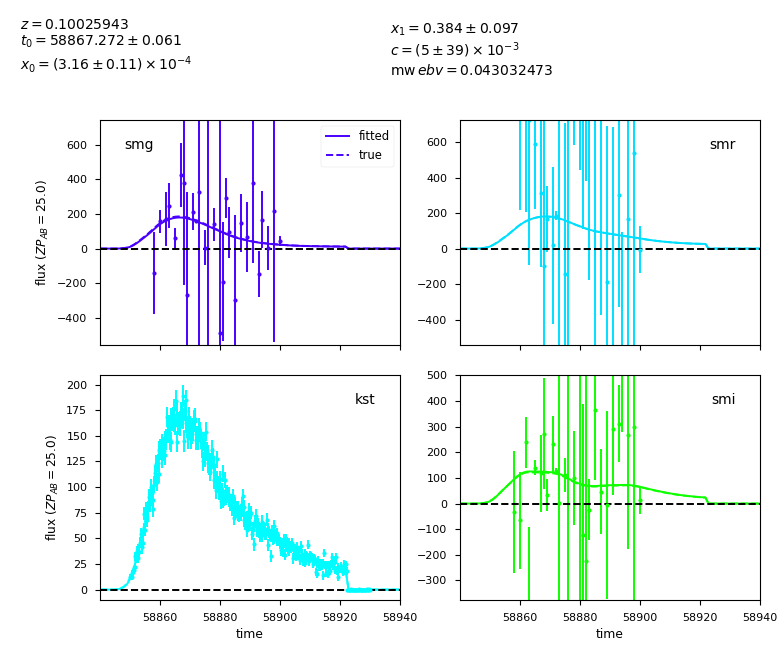 z = 0.10025943
t₀ = 58867.272 ± 0.061
x₀ = (3.16 ± 0.11) × 10⁻⁴
x₁ = 0.384 ± 0.097
c = (5 ± 39) × 10⁻³
mw ebv = 0.043032473
smg
fitted
true
600
400
200
0
−200
−400
flux (ZP_AB = 25.0)
smr
600
400
200
0
−200
−400
kst
200
175
150
125
100
75
50
25
0
flux (ZP_AB = 25.0)
58860 58880 58900 58920 58940
time
smi
500
400
300
200
100
0
−100
−200
−300
58860 58880 58900 58920 58940
time